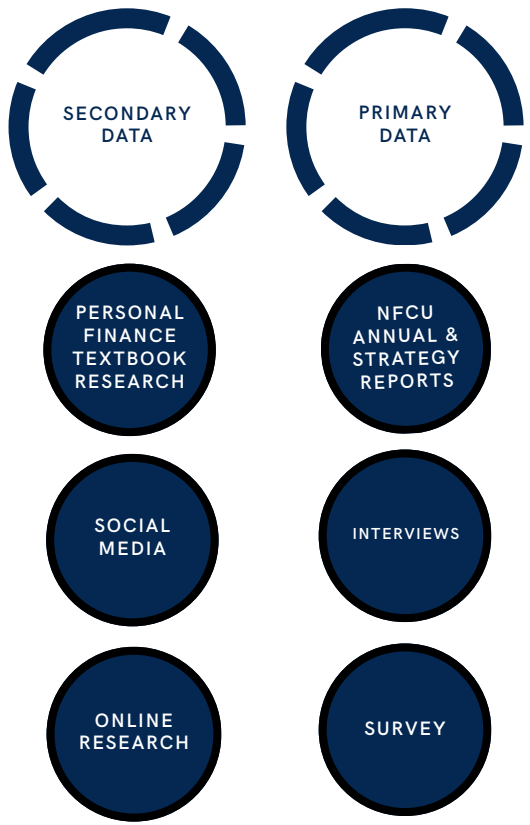 SECONDARY
DATA
PERSONAL
FINANCE
TEXTBOOK
RESEARCH
SOCIAL
MEDIA
ONLINE
RESEARCH
PRIMARY
DATA
NFCU
ANNUAL &
STRATEGY
REPORTS
INTERVIEWS
SURVEY